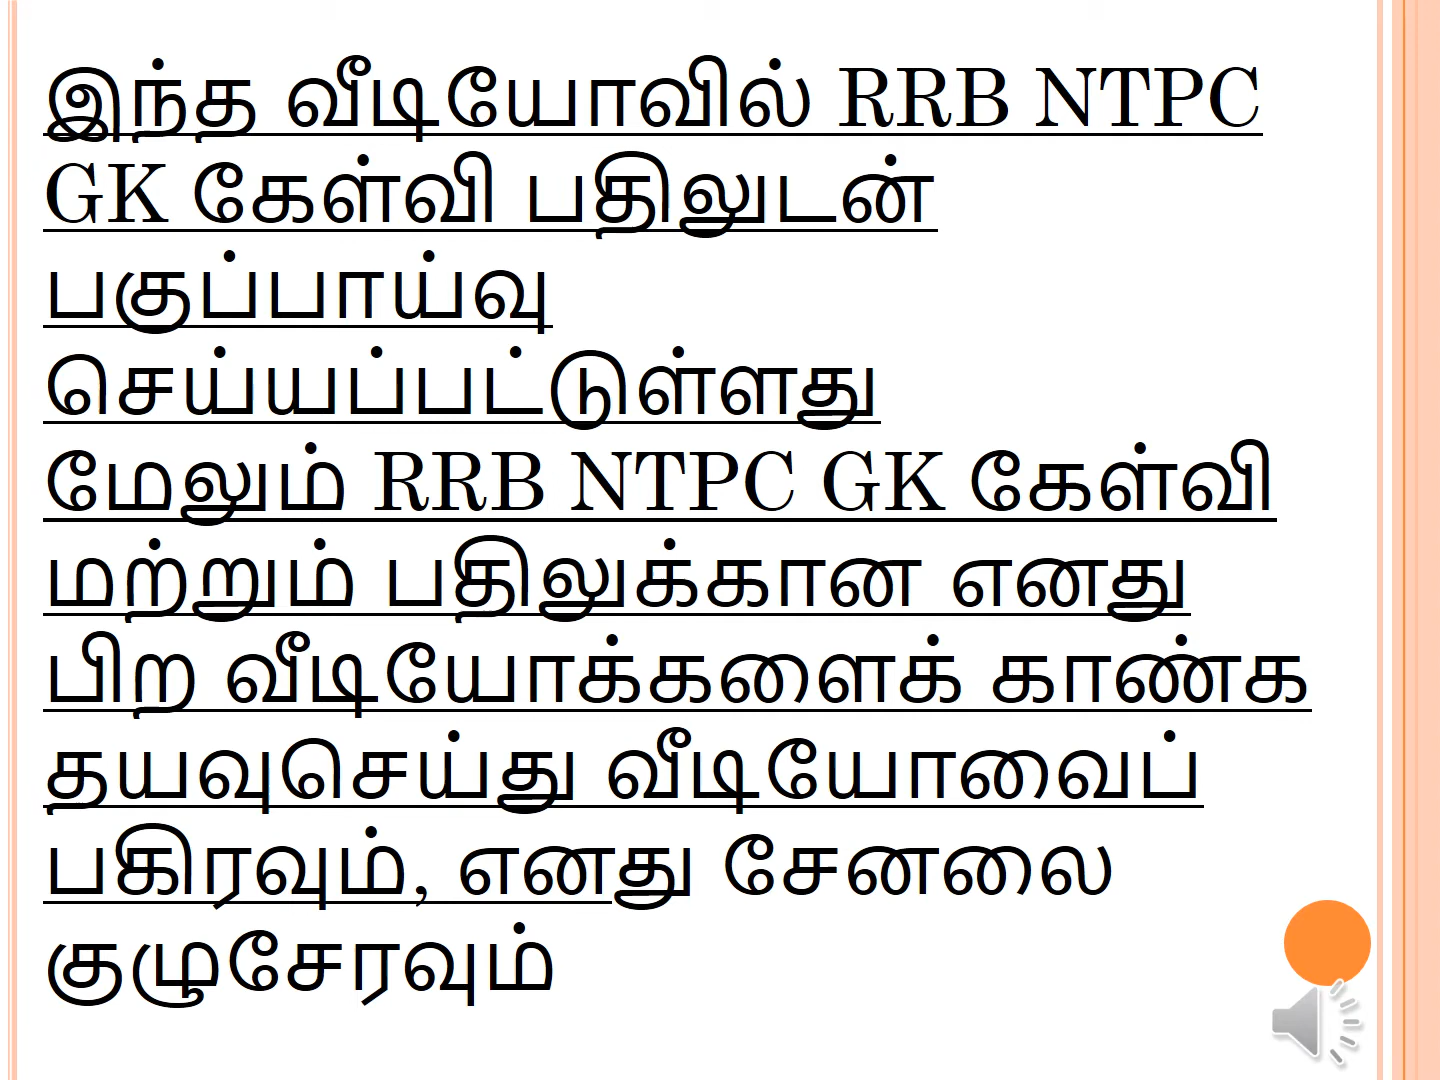 இந்த வீடியோவில் RRB NTPC
GK கேள்வி பதிலுடன்
பகுப்பாய்வு
செய்யப்பட்டுள்ளது
மேலும் RRB NTPC GK கேள்வி
மற்றும் பதிலுக்கான எனது
பிற வீடியோக்களைக் காண்க
தயவுசெய்து வீடியோவைப்
பகிரவும், எனது சேனலை
குழுசேரவும்